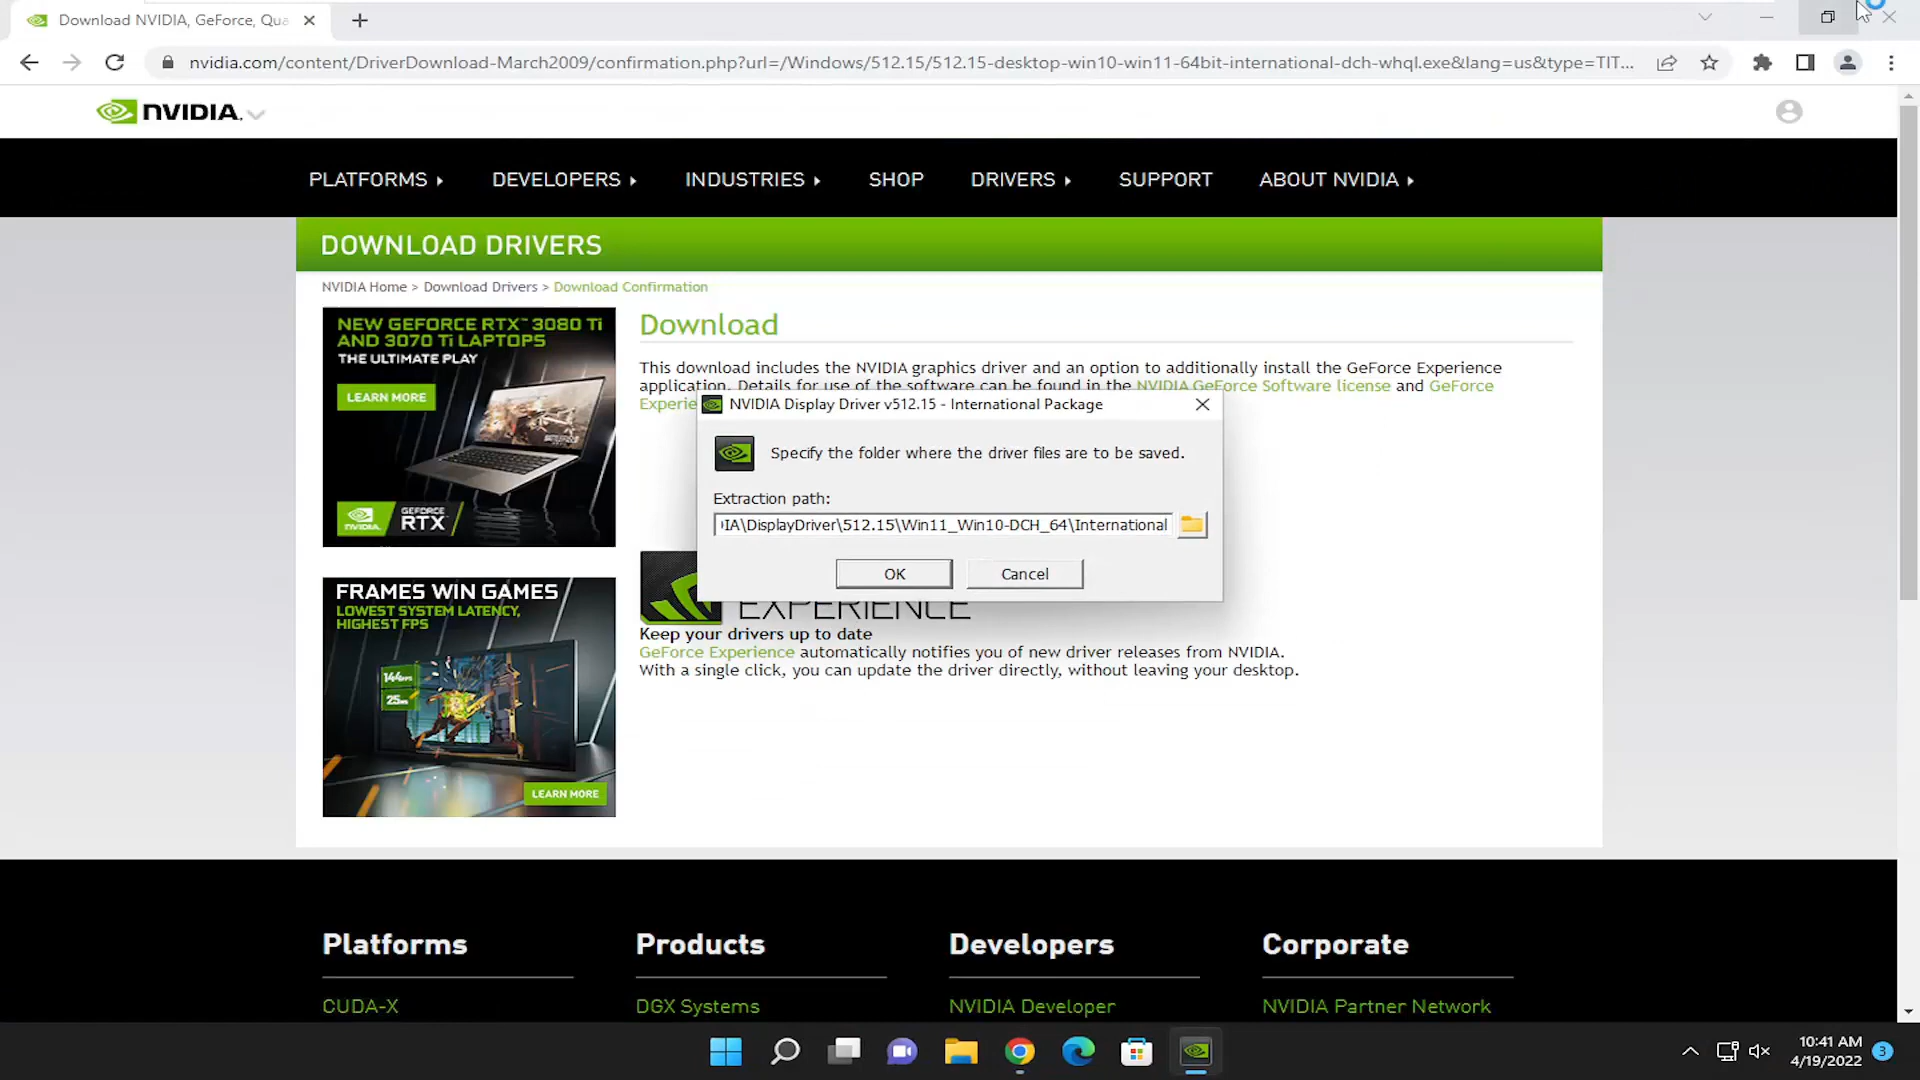 Download NVIDIA, GeForce, Qua
nvidia.com/content/DriverDownload-March2009/confirmation.php?url=/Windows/512.15/512.15-desktop-win10-win11-64bit-international-dch-whql.exe&lang=us&type=TIT...
NVIDIA.
PLATFORMS DEVELOPERS INDUSTRIES SHOP DRIVERS SUPPORT ABOUT NVIDIA
DOWNLOAD DRIVERS
NVIDIA Home > Download Drivers > Download Confirmation
NEW GEFORCE RTX™ 3080 Ti
AND 3070 Ti LAPTOPS
THE ULTIMATE PLAY
LEARN MORE
NVIDIA GEFORCE RTX
Download
This download includes the NVIDIA graphics driver and an option to additionally install the GeForce Experience
application. Details for use of the software can be found in the NVIDIA GeForce Software license and GeForce
Experie
NVIDIA Display Driver v512.15 - International Package
Specify the folder where the driver files are to be saved.
Extraction path:
IA\DisplayDriver\512.15\Win11_Win10-DCH_64\International
OK Cancel
EXPERIENCE
Keep your drivers up to date
GeForce Experience automatically notifies you of new driver releases from NVIDIA.
With a single click, you can update the driver directly, without leaving your desktop.
FRAMES WIN GAMES
LOWEST SYSTEM LATENCY,
HIGHEST FPS
144FPS
25ms
LEARN MORE
Platforms Products Developers Corporate
CUDA-X DGX Systems NVIDIA Developer NVIDIA Partner Network
10:41 AM
4/19/2022
3